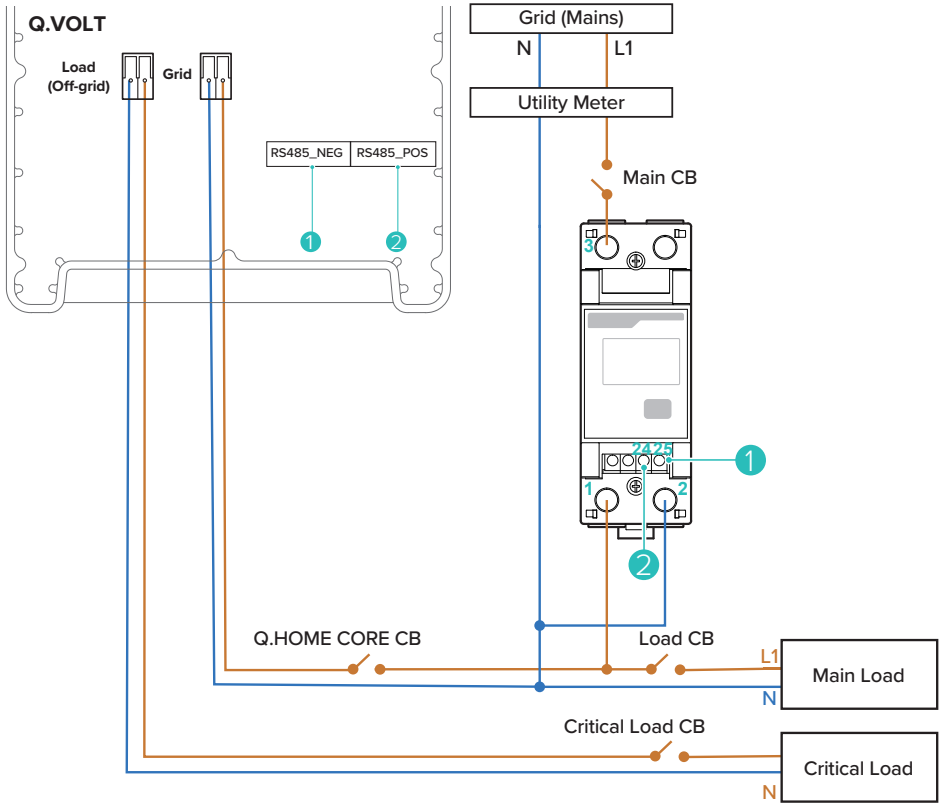 Q.VOLT
Load
(Off-grid)
Grid
RS485_NEG RS485_POS
1 2
Grid (Mains)
N L1
Utility Meter
Main CB
3
24 25
1
1 2
2
Q.HOME CORE CB
Load CB
L1
Main Load
N
Critical Load CB
Critical Load
N